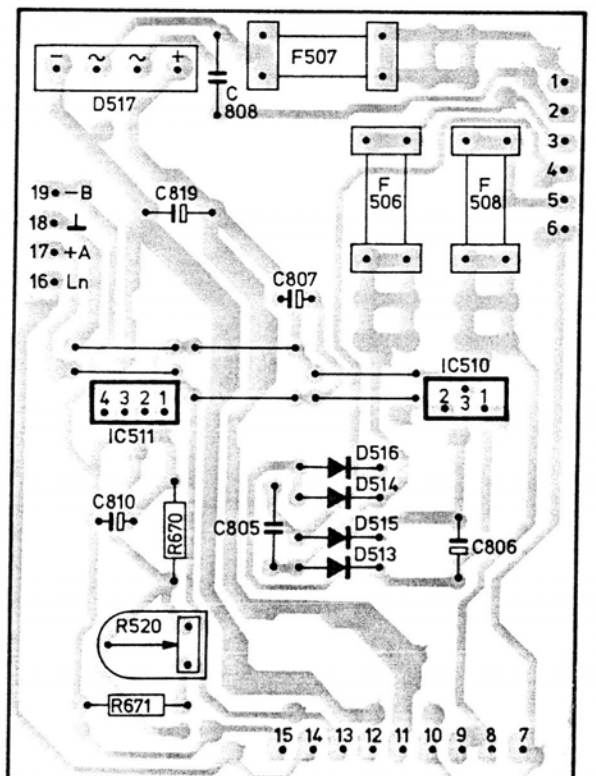 F507
− ~ ~ +
C
808
D517
1
2
3
4
5
6
F
506
F
508
19 −B
18 ⊥
17 +A
16 Ln
C819
C807
IC510
2 3 1
4 3 2 1
IC511
D516
D514
D515
D513
C810
R670
C805
C806
R520
R671
15 14 13 12 11 10 9 8 7